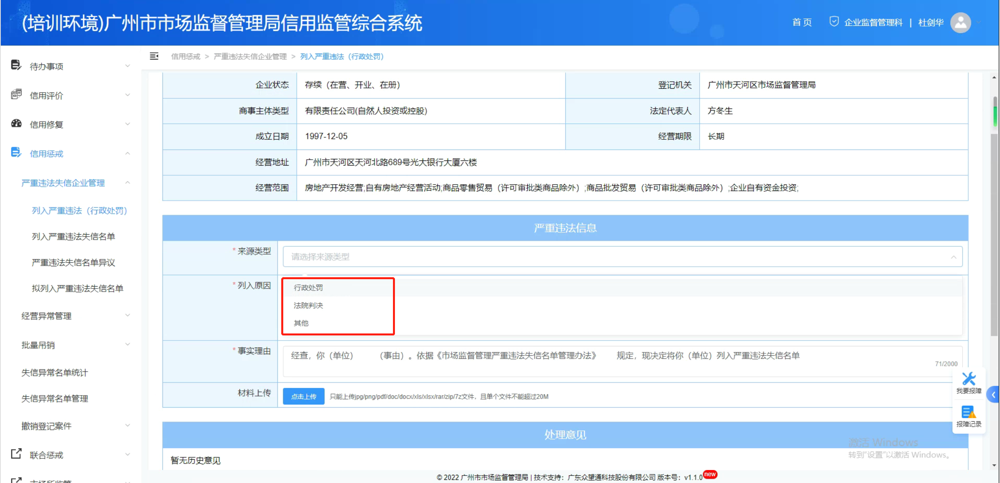 (培训环境)广州市市场监督管理局信用监管综合系统
首页
企业监督管理科 | 杜剑华
信用惩戒 > 严重违法失信企业管理 > 列入严重违法（行政处罚）
待办事项
信用评价
信用修复
信用惩戒
严重违法失信企业管理
列入严重违法（行政处罚）
列入严重违法失信名单
严重违法失信名单异议
拟列入严重违法失信名单
经营异常管理
批量吊销
失信异常名单统计
失信异常名单管理
撤销登记案件
联合惩戒
企业状态 存续（在营、开业、在册） 登记机关 广州市天河区市场监督管理局
商事主体类型 有限责任公司(自然人投资或控股) 法定代表人 方冬生
成立日期 1997-12-05 经营期限 长期
经营地址 广州市天河区天河北路689号光大银行大厦六楼
经营范围 房地产开发经营;自有房地产经营活动;商品零售贸易（许可审批类商品除外）;商品批发贸易（许可审批类商品除外）;企业自有资金投资;
严重违法信息
* 来源类型 请选择来源类型
* 列入原因
行政处罚
法院判决
其他
* 事实理由 经查，你（单位） （事由）。依据《市场监督管理严重违法失信名单管理办法》 规定，现决定将你（单位）列入严重违法失信名单
71/2000
材料上传 点击上传 只能上传jpg/png/pdf/doc/docx/xls/xlsx/rar/zip/7z文件，且单个文件不能超过20M
我要报障
报障记录
处理意见
暂无历史意见
激活 Windows
转到"设置"以激活 Windows。
© 2022 广州市市场监督管理局 | 技术支持：广东众望通科技股份有限公司 版本号：v1.1.0 new